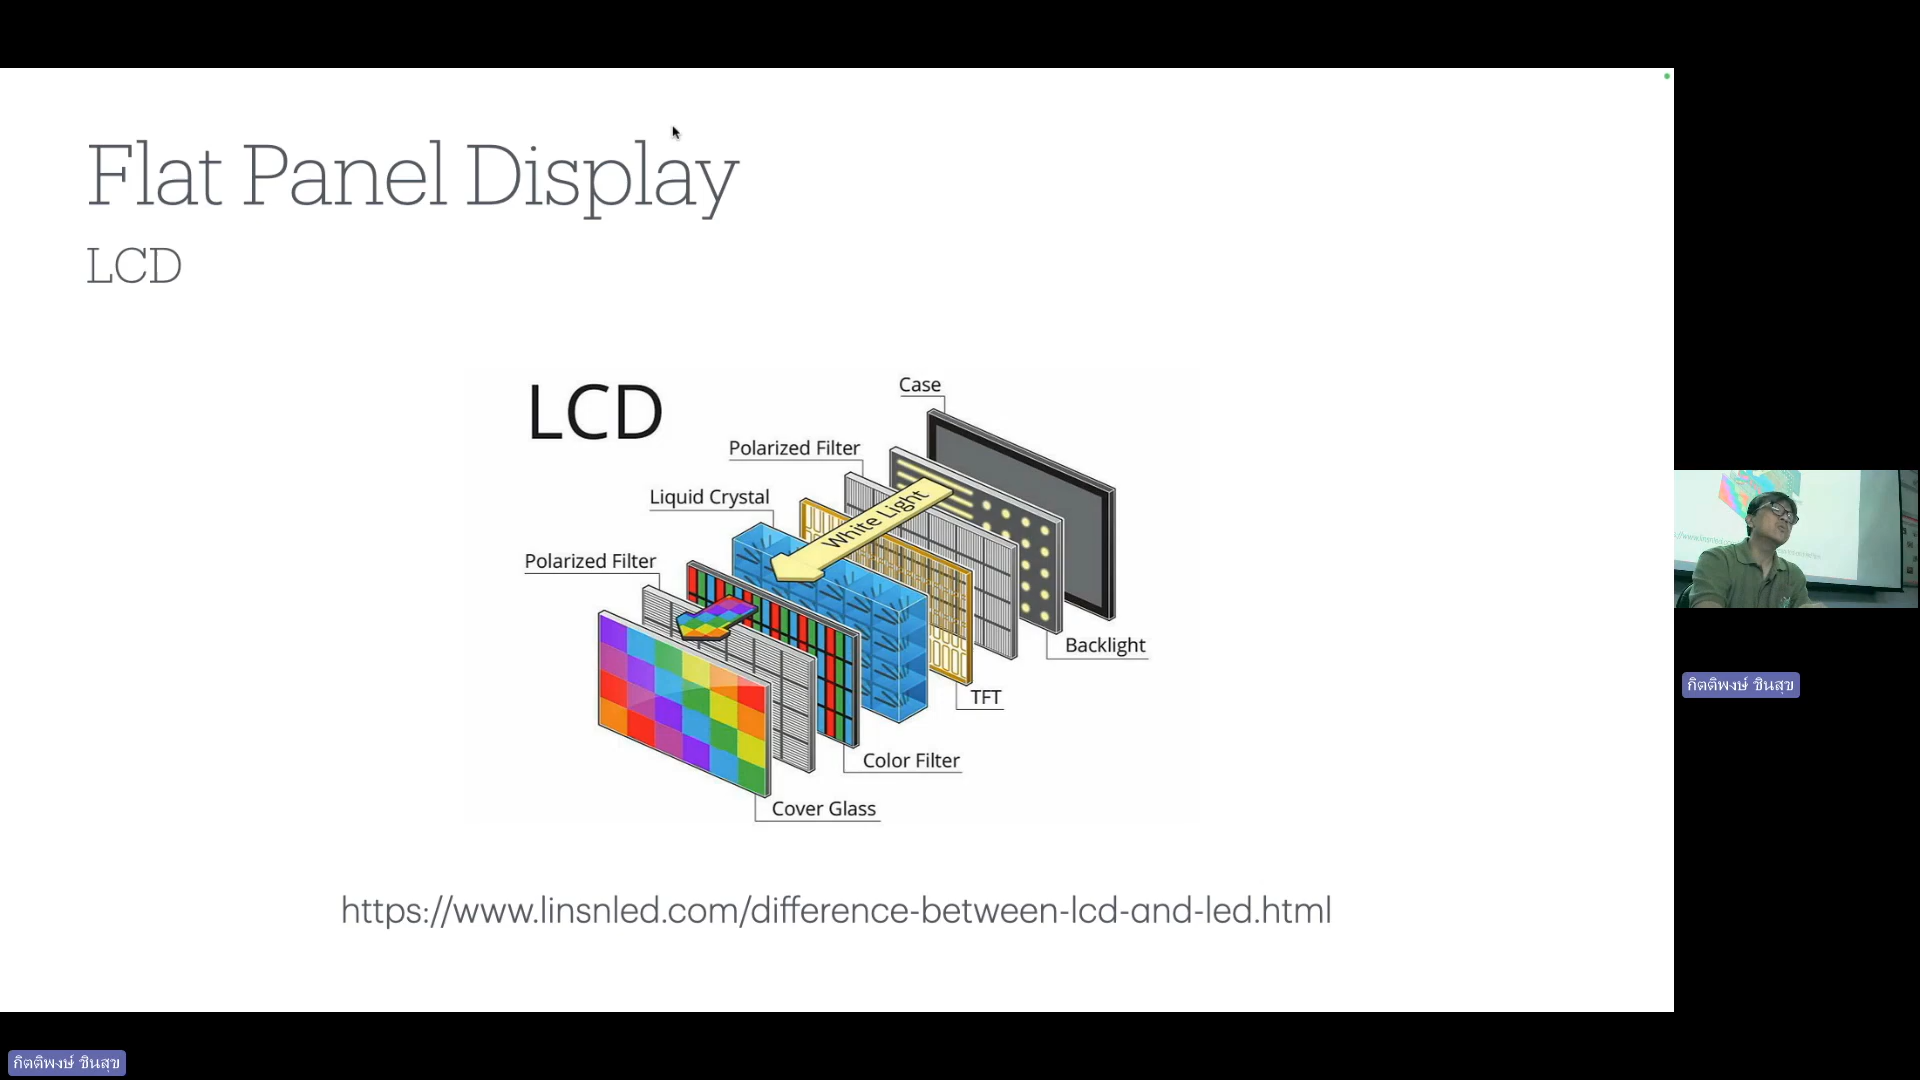 Flat Panel Display
LCD
LCD
Case
Polarized Filter
Liquid Crystal
White Light
Polarized Filter
Backlight
TFT
Color Filter
Cover Glass
https://www.linsnled.com/difference-between-lcd-and-led.html
กิตติพงษ์ ชินสุข
กิตติพงษ์ ชินสุข